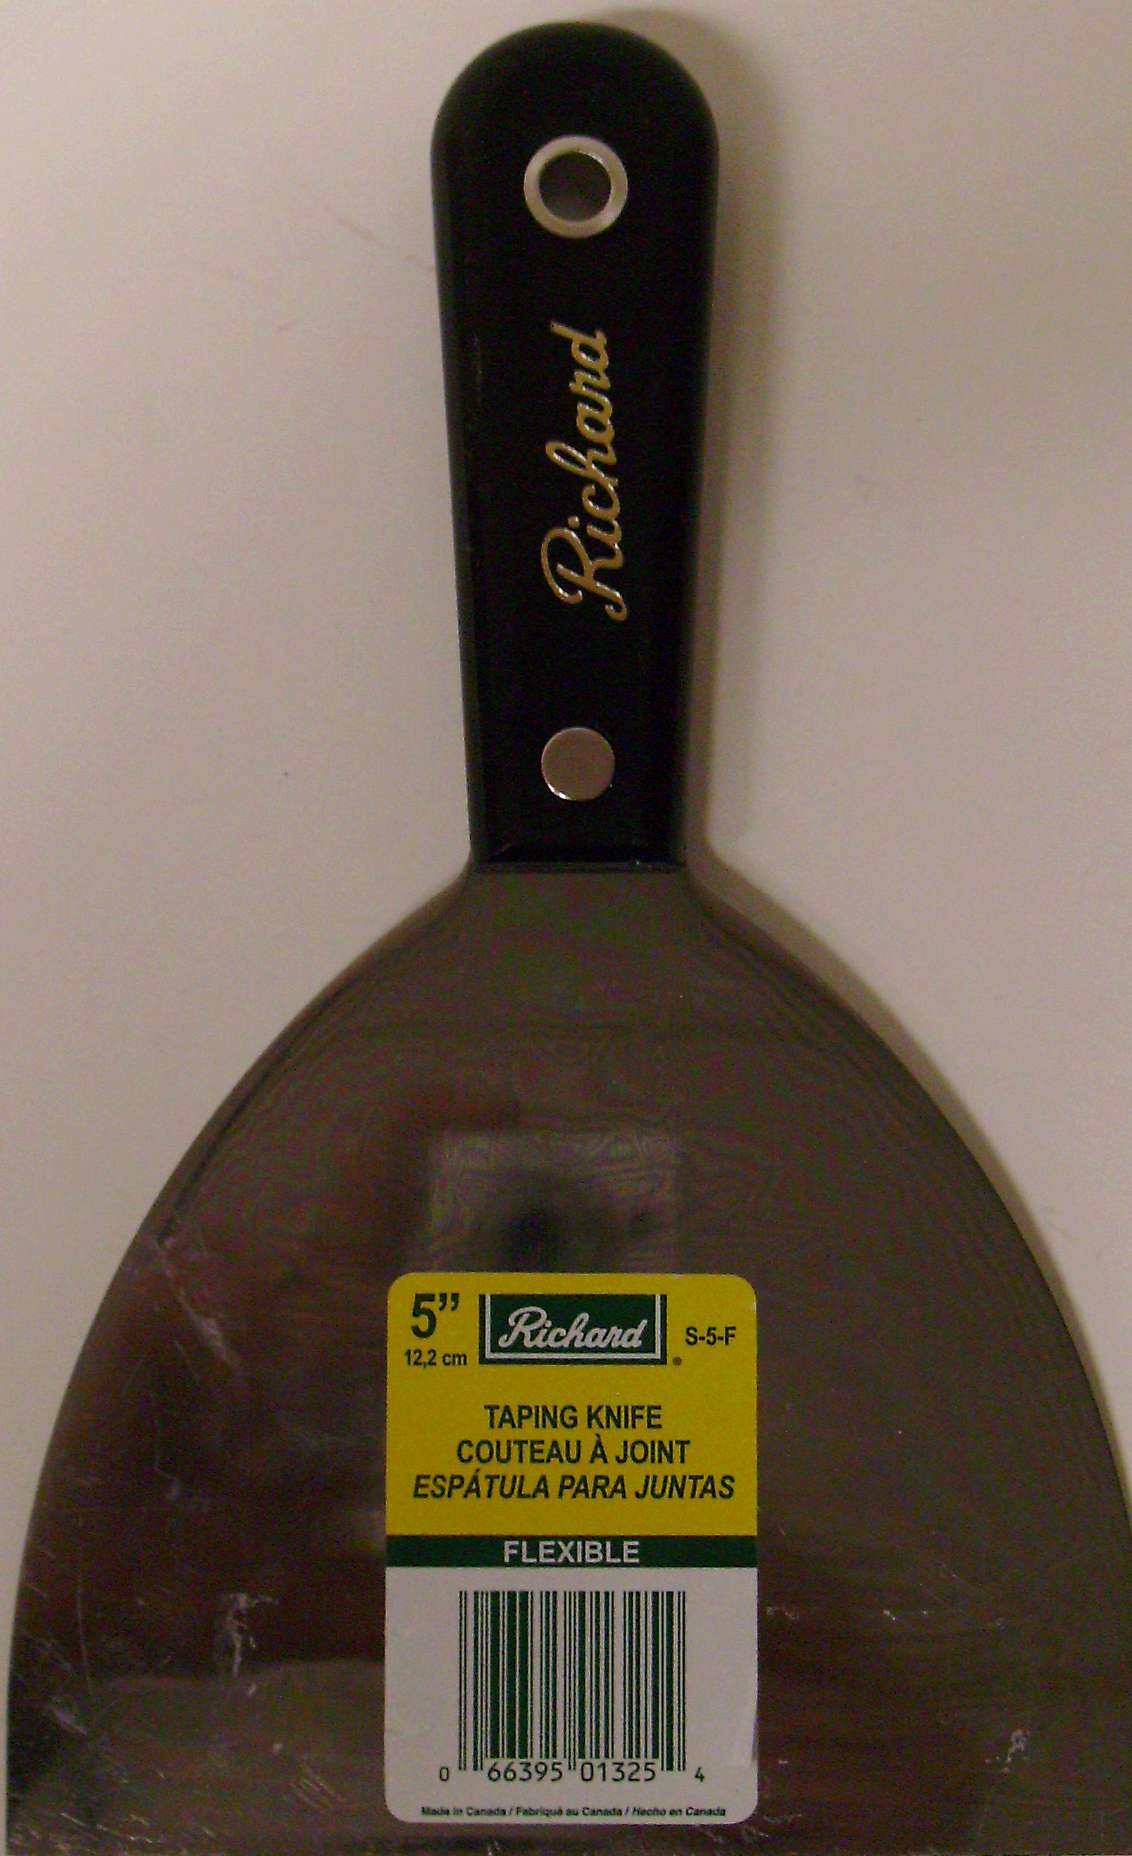 Richard
5” Richard® S-5-F
12,2 cm
TAPING KNIFE
COUTEAU À JOINT
ESPÁTULA PARA JUNTAS
FLEXIBLE
0 66395 01325 4
Made in Canada / Fabriqué au Canada / Hecho en Canada